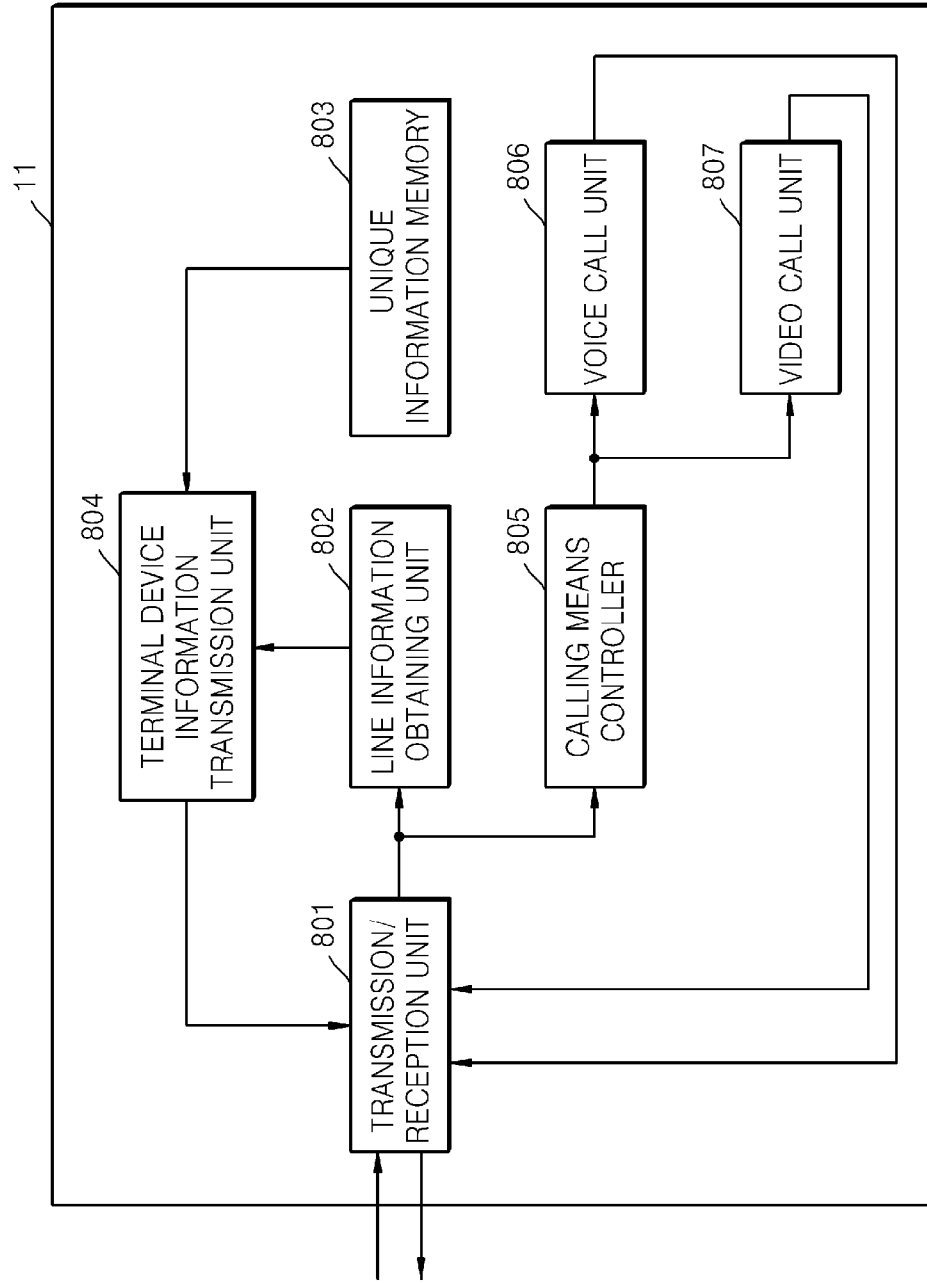 11
804
TERMINAL DEVICE
INFORMATION
TRANSMISSION UNIT
803
UNIQUE
INFORMATION MEMORY
801
TRANSMISSION/
RECEPTION UNIT
802
LINE INFORMATION
OBTAINING UNIT
805
CALLING MEANS
CONTROLLER
806
VOICE CALL UNIT
807
VIDEO CALL UNIT